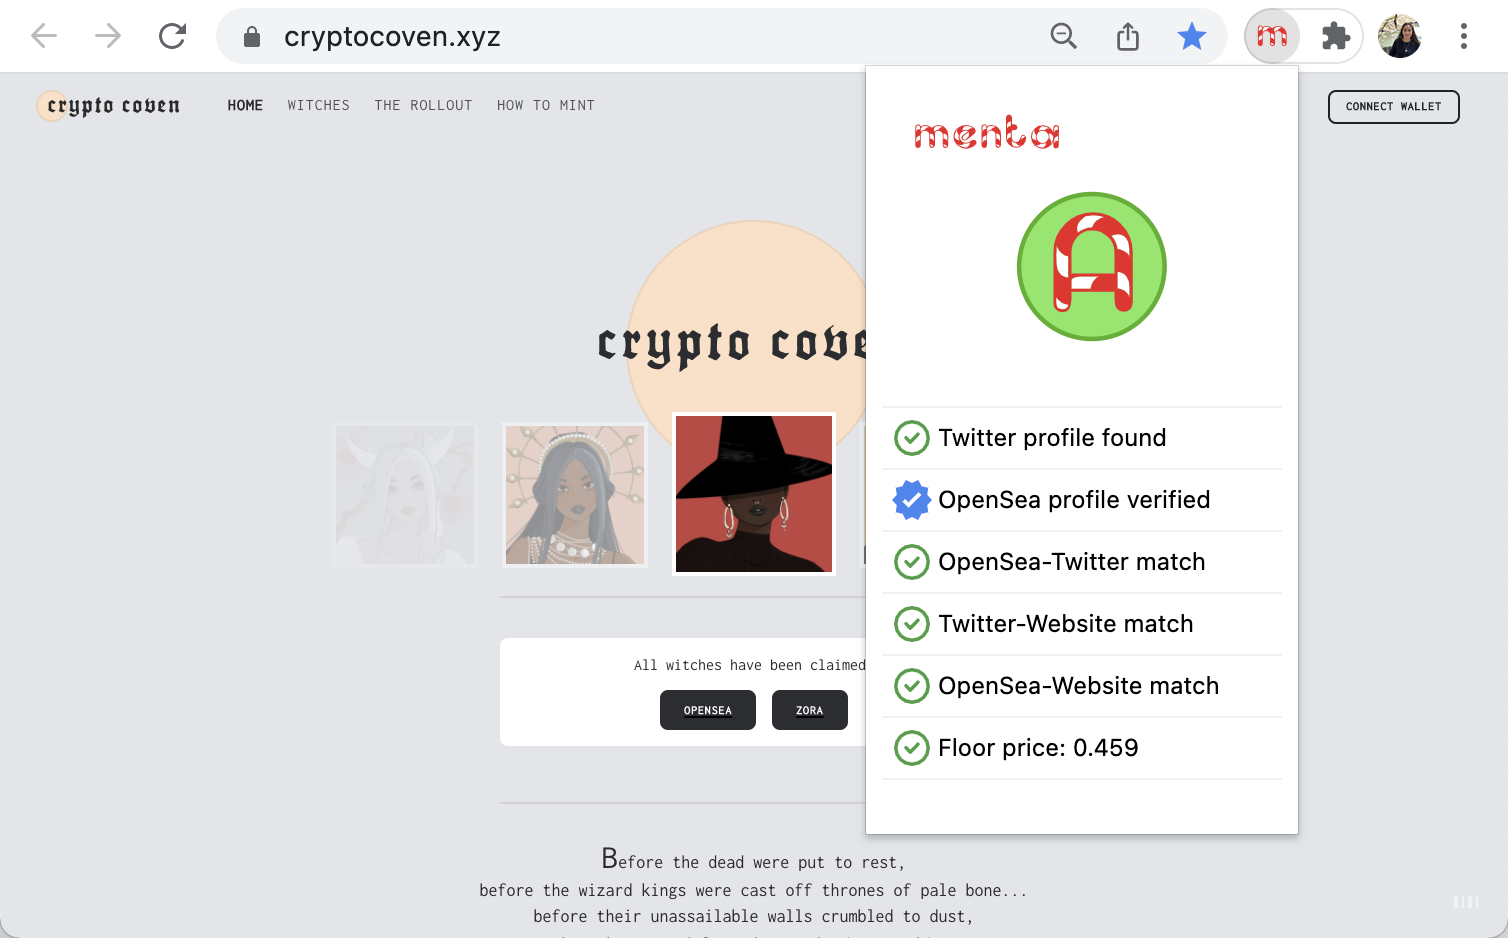 cryptocoven.xyz
m
crypto coven
HOME WITCHES THE ROLLOUT HOW TO MINT
CONNECT WALLET
menta
A
crypto cove
Twitter profile found
OpenSea profile verified
OpenSea-Twitter match
Twitter-Website match
OpenSea-Website match
Floor price: 0.459
All witches have been claimed
OPENSEA ZORA
Before the dead were put to rest,
before the wizard kings were cast off thrones of pale bone...
before their unassailable walls crumbled to dust,